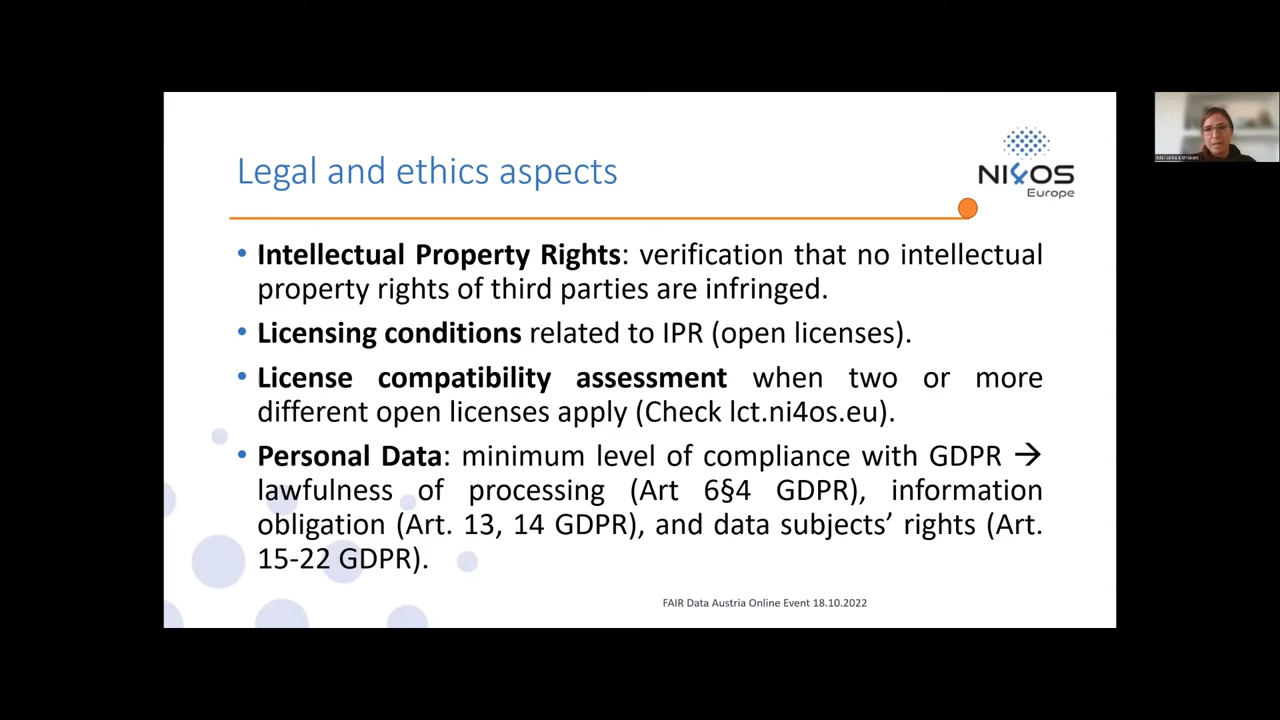 Legal and ethics aspects
NI4OS
Europe
• Intellectual Property Rights: verification that no intellectual
property rights of third parties are infringed.
• Licensing conditions related to IPR (open licenses).
• License compatibility assessment when two or more
different open licenses apply (Check lct.ni4os.eu).
• Personal Data: minimum level of compliance with GDPR →
lawfulness of processing (Art 6§4 GDPR), information
obligation (Art. 13, 14 GDPR), and data subjects’ rights (Art.
15-22 GDPR).
FAIR Data Austria Online Event 18.10.2022